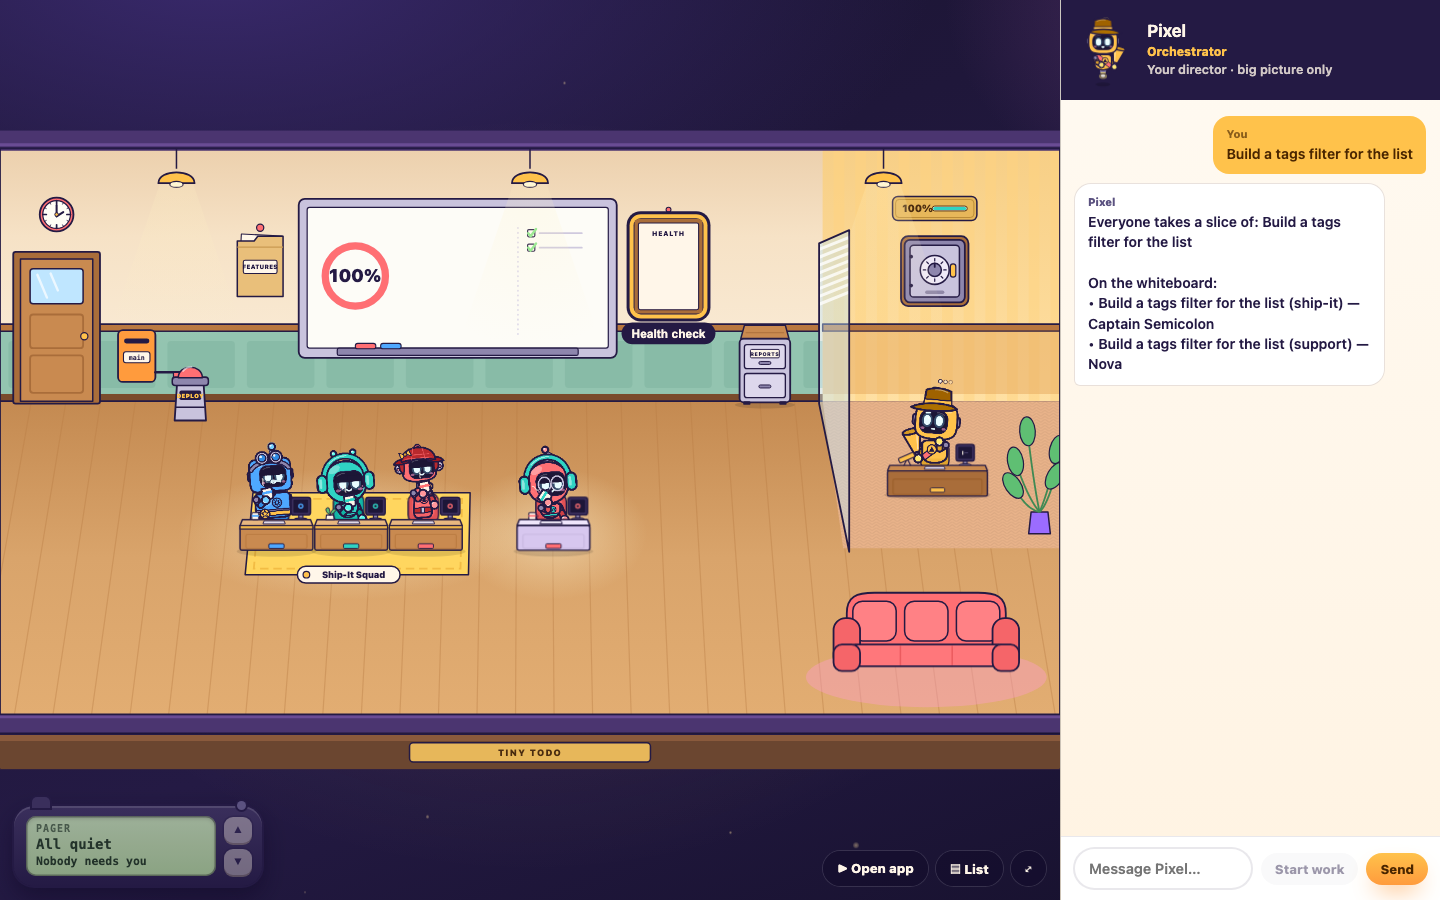 Pixel
Orchestrator
Your director · big picture only
You
Build a tags filter for the list
Pixel
Everyone takes a slice of: Build a tags
filter for the list
On the whiteboard:
• Build a tags filter for the list (ship-it) —
Captain Semicolon
• Build a tags filter for the list (support) —
Nova
Message Pixel...
Start work
Send
100%
FEATURES
100%
HEALTH
Health check
main
DEPLOY
REPORTS
Ship-It Squad
TINY TODO
PAGER
All quiet
Nobody needs you
▲
▼
Open app
List